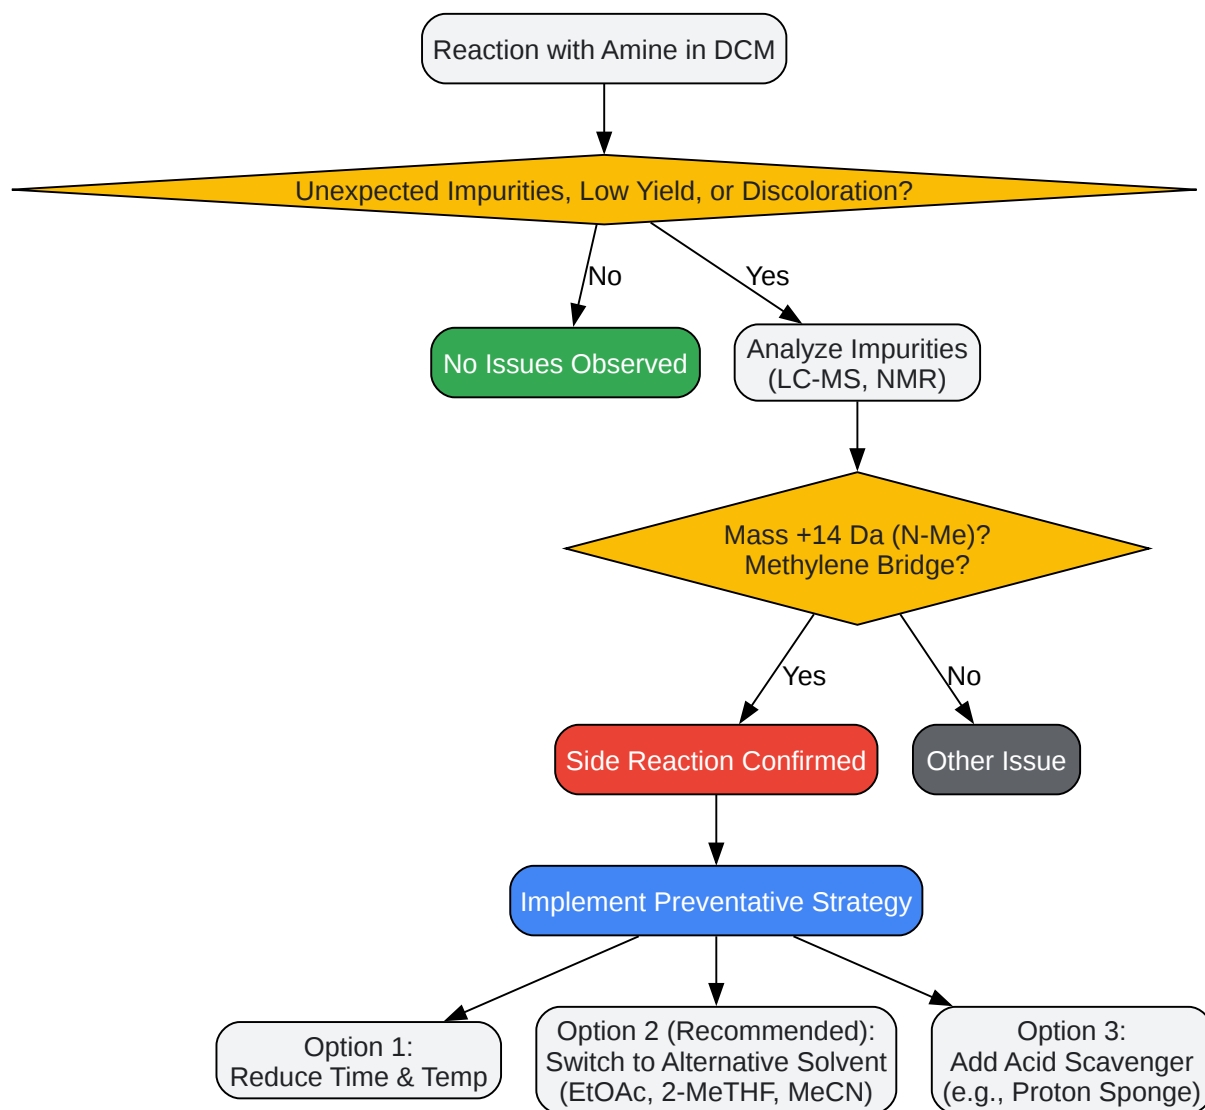 Reaction with Amine in DCM
Unexpected Impurities, Low Yield, or Discoloration?
No
Yes
No Issues Observed
Analyze Impurities
(LC-MS, NMR)
Mass +14 Da (N-Me)?
Methylene Bridge?
Yes
No
Side Reaction Confirmed
Other Issue
Implement Preventative Strategy
Option 1:
Reduce Time & Temp
Option 2 (Recommended):
Switch to Alternative Solvent
(EtOAc, 2-MeTHF, MeCN)
Option 3:
Add Acid Scavenger
(e.g., Proton Sponge)